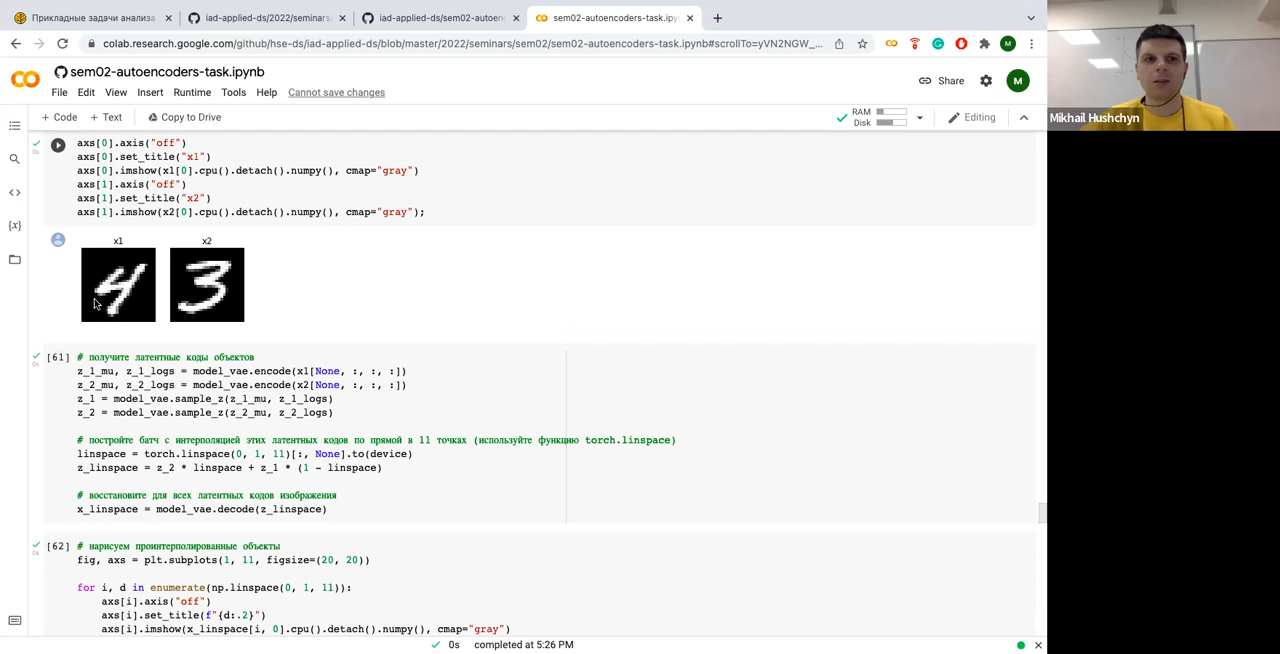 Прикладные задачи анализа
iad-applied-ds/2022/seminars/
iad-applied-ds/sem02-autoenc
sem02-autoencoders-task.ipyn
colab.research.google.com/github/hse-ds/iad-applied-ds/blob/master/2022/seminars/sem02/sem02-autoencoders-task.ipynb#scrollTo=yVN2NGW_...
M
sem02-autoencoders-task.ipynb
File Edit View Insert Runtime Tools Help Cannot save changes
Share
M
+ Code + Text Copy to Drive
RAM
Disk
Editing
axs[0].axis("off")
axs[0].set_title("x1")
axs[0].imshow(x1[0].cpu().detach().numpy(), cmap="gray")
axs[1].axis("off")
axs[1].set_title("x2")
axs[1].imshow(x2[0].cpu().detach().numpy(), cmap="gray");
x1 x2
4 3
[61] # получите латентные коды объектов
z_1_mu, z_1_logs = model_vae.encode(x1[None, :, :, :])
z_2_mu, z_2_logs = model_vae.encode(x2[None, :, :, :])
z_1 = model_vae.sample_z(z_1_mu, z_1_logs)
z_2 = model_vae.sample_z(z_2_mu, z_2_logs)
# постройте батч с интерполяцией этих латентных кодов по прямой в 11 точках (используйте функцию torch.linspace)
linspace = torch.linspace(0, 1, 11)[:, None].to(device)
z_linspace = z_2 * linspace + z_1 * (1 - linspace)
# восстановите для всех латентных кодов изображения
x_linspace = model_vae.decode(z_linspace)
[62] # нарисуем проинтерполированные объекты
fig, axs = plt.subplots(1, 11, figsize=(20, 20))
for i, d in enumerate(np.linspace(0, 1, 11)):
axs[i].axis("off")
axs[i].set_title(f"{d:.2}")
axs[i].imshow(x_linspace[i, 0].cpu().detach().numpy(), cmap="gray")
0s completed at 5:26 PM
Mikhail Hushchyn